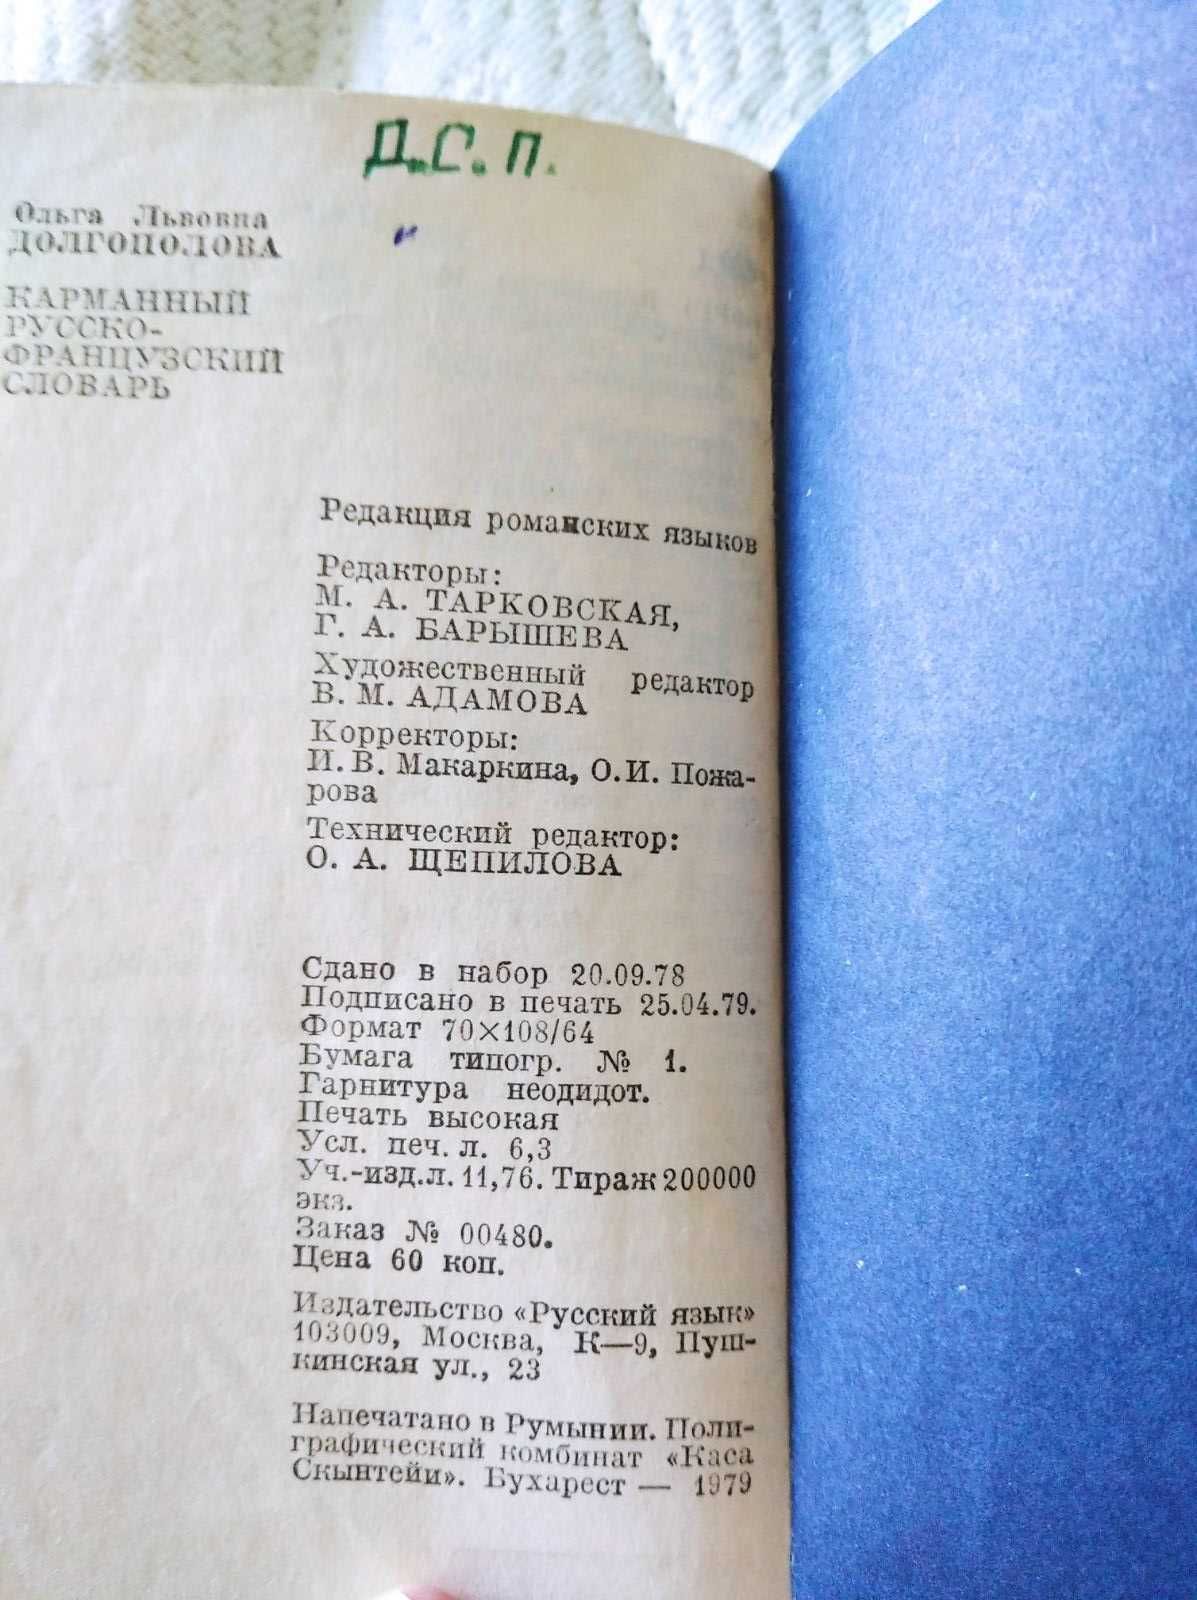 Д.С.П.
Ольга Львовна
ДОЛГОПОЛОВА
КАРМАННЫЙ
РУССКО-
ФРАНЦУЗСКИЙ
СЛОВАРЬ
Редакция романских языков
Редакторы:
М. А. ТАРКОВСКАЯ,
Г. А. БАРЫШЕВА
Художественный редактор
В. М. АДАМОВА
Корректоры:
И. В. Макаркина, О. И. Пожа-
рова
Технический редактор:
О. А. ЩЕПИЛОВА
Сдано в набор 20.09.78
Подписано в печать 25.04.79.
Формат 70×108/64
Бумага типогр. № 1.
Гарнитура неодидот.
Печать высокая
Усл. печ. л. 6,3
Уч.-изд.л. 11,76. Тираж 200000
экз.
Заказ № 00480.
Цена 60 коп.
Издательство «Русский язык»
103009, Москва, К—9, Пуш-
кинская ул., 23
Напечатано в Румынии. Поли-
графический комбинат «Каса
Скынтейи». Бухарест — 1979